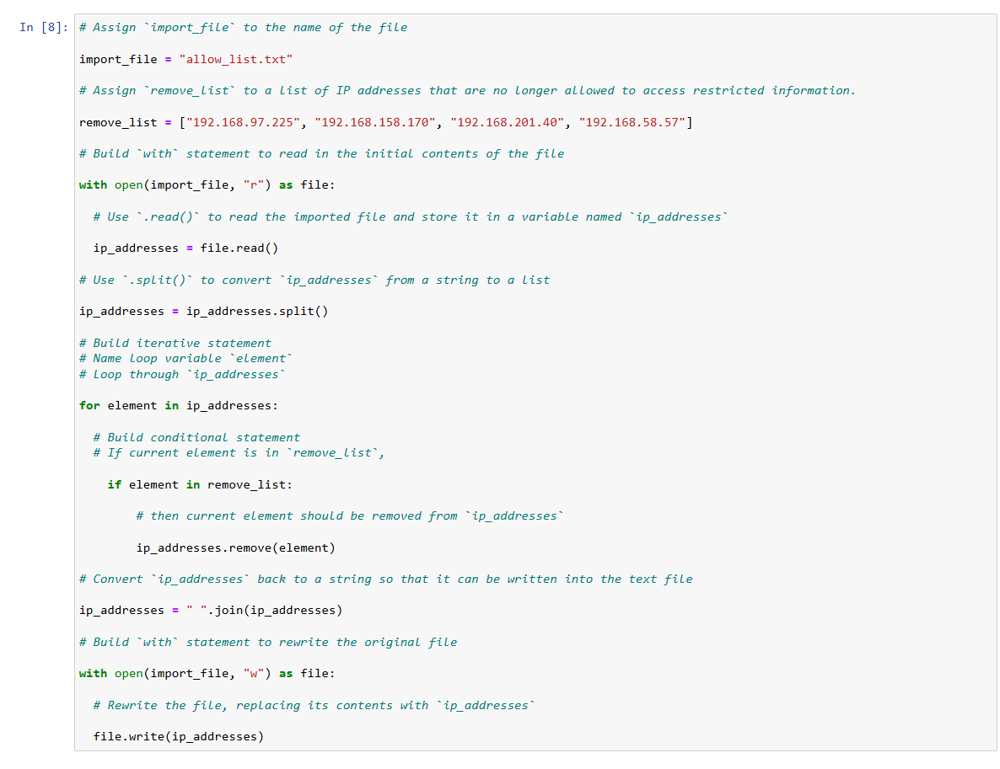 In [8]: # Assign `import_file` to the name of the file
import_file = "allow_list.txt"
# Assign `remove_list` to a list of IP addresses that are no longer allowed to access restricted information.
remove_list = ["192.168.97.225", "192.168.158.170", "192.168.201.40", "192.168.58.57"]
# Build `with` statement to read in the initial contents of the file
with open(import_file, "r") as file:
  # Use `.read()` to read the imported file and store it in a variable named `ip_addresses`
  ip_addresses = file.read()
# Use `.split()` to convert `ip_addresses` from a string to a list
ip_addresses = ip_addresses.split()
# Build iterative statement
# Name loop variable `element`
# Loop through `ip_addresses`
for element in ip_addresses:
  # Build conditional statement
  # If current element is in `remove_list`,
    if element in remove_list:
        # then current element should be removed from `ip_addresses`
        ip_addresses.remove(element)
# Convert `ip_addresses` back to a string so that it can be written into the text file
ip_addresses = " ".join(ip_addresses)
# Build `with` statement to rewrite the original file
with open(import_file, "w") as file:
  # Rewrite the file, replacing its contents with `ip_addresses`
  file.write(ip_addresses)